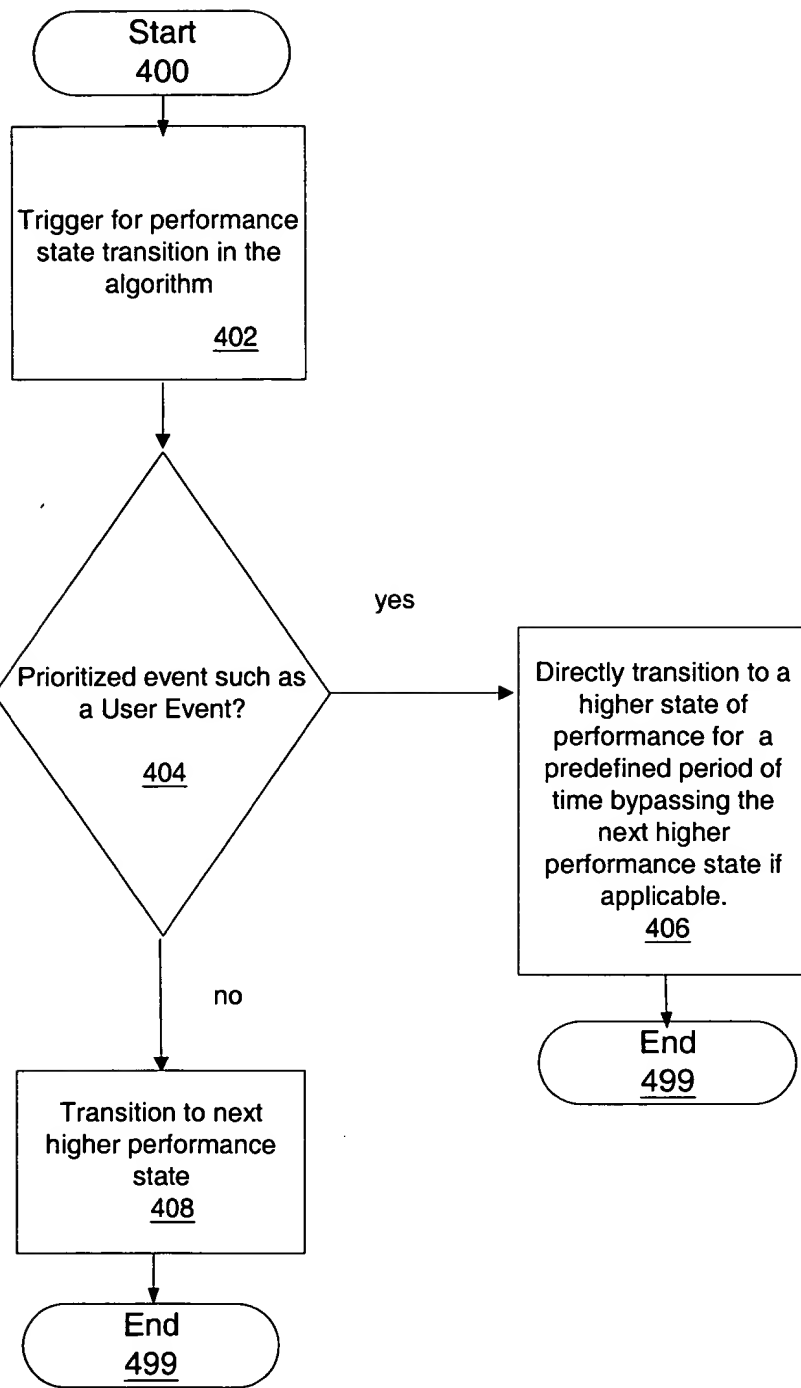 Start
400
Trigger for performance
state transition in the
algorithm
402
Prioritized event such as
a User Event?
404
yes
Directly transition to a
higher state of
performance for a
predefined period of
time bypassing the
next higher
performance state if
applicable.
406
no
End
499
Transition to next
higher performance
state
408
End
499